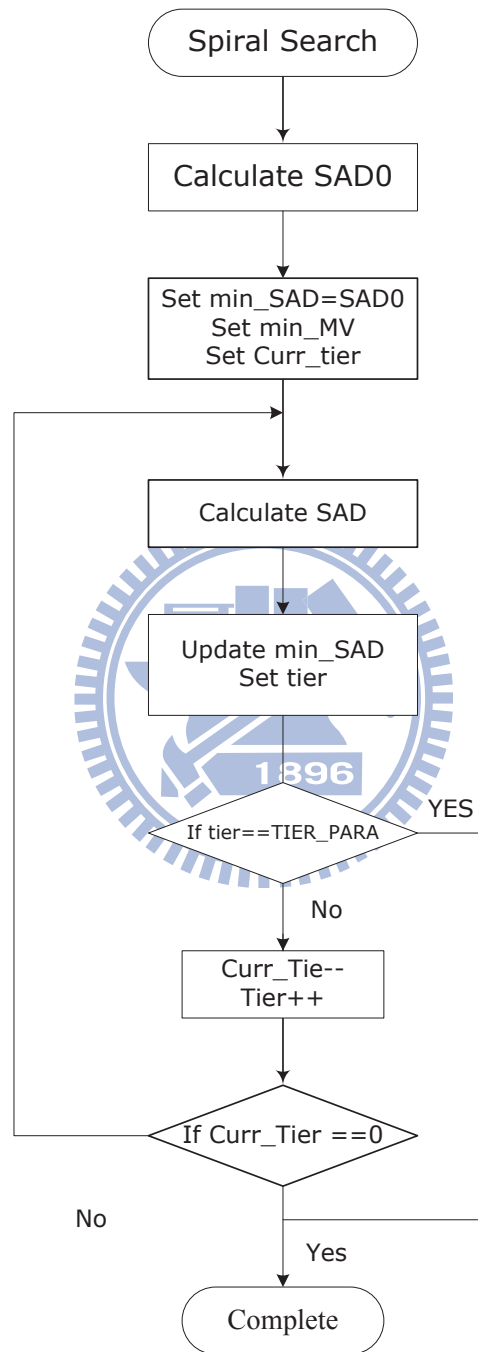 Spiral Search
Calculate SAD0
Set min_SAD=SAD0
Set min_MV
Set Curr_tier
Calculate SAD
Update min_SAD
Set tier
1896
YES
If tier==TIER_PARA
No
Curr_Tie--
Tier++
If Curr_Tier ==0
No
Yes
Complete